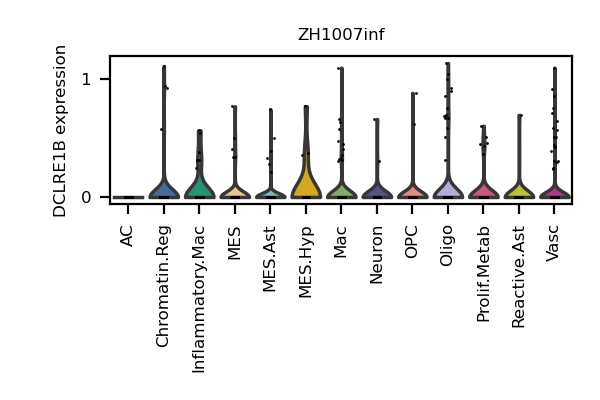 ZH1007inf
DCLRE1B expression
1
0
AC
Chromatin.Reg
Inflammatory.Mac
MES
MES.Ast
MES.Hyp
Mac
Neuron
OPC
Oligo
Prolif.Metab
Reactive.Ast
Vasc